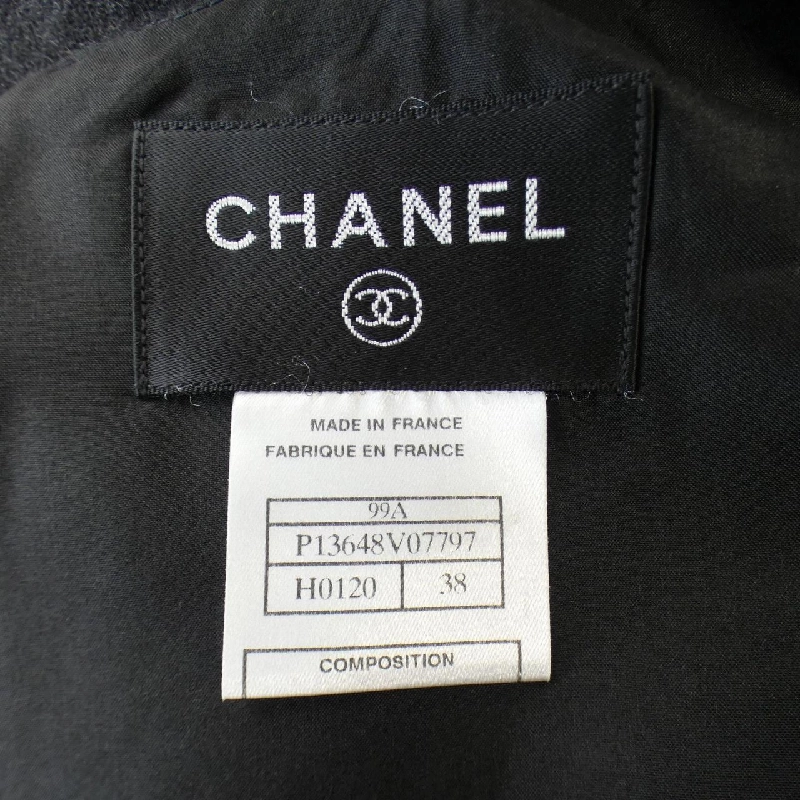 CHANEL
MADE IN FRANCE
FABRIQUE EN FRANCE
99A
P13648V07797
H0120 38
COMPOSITION